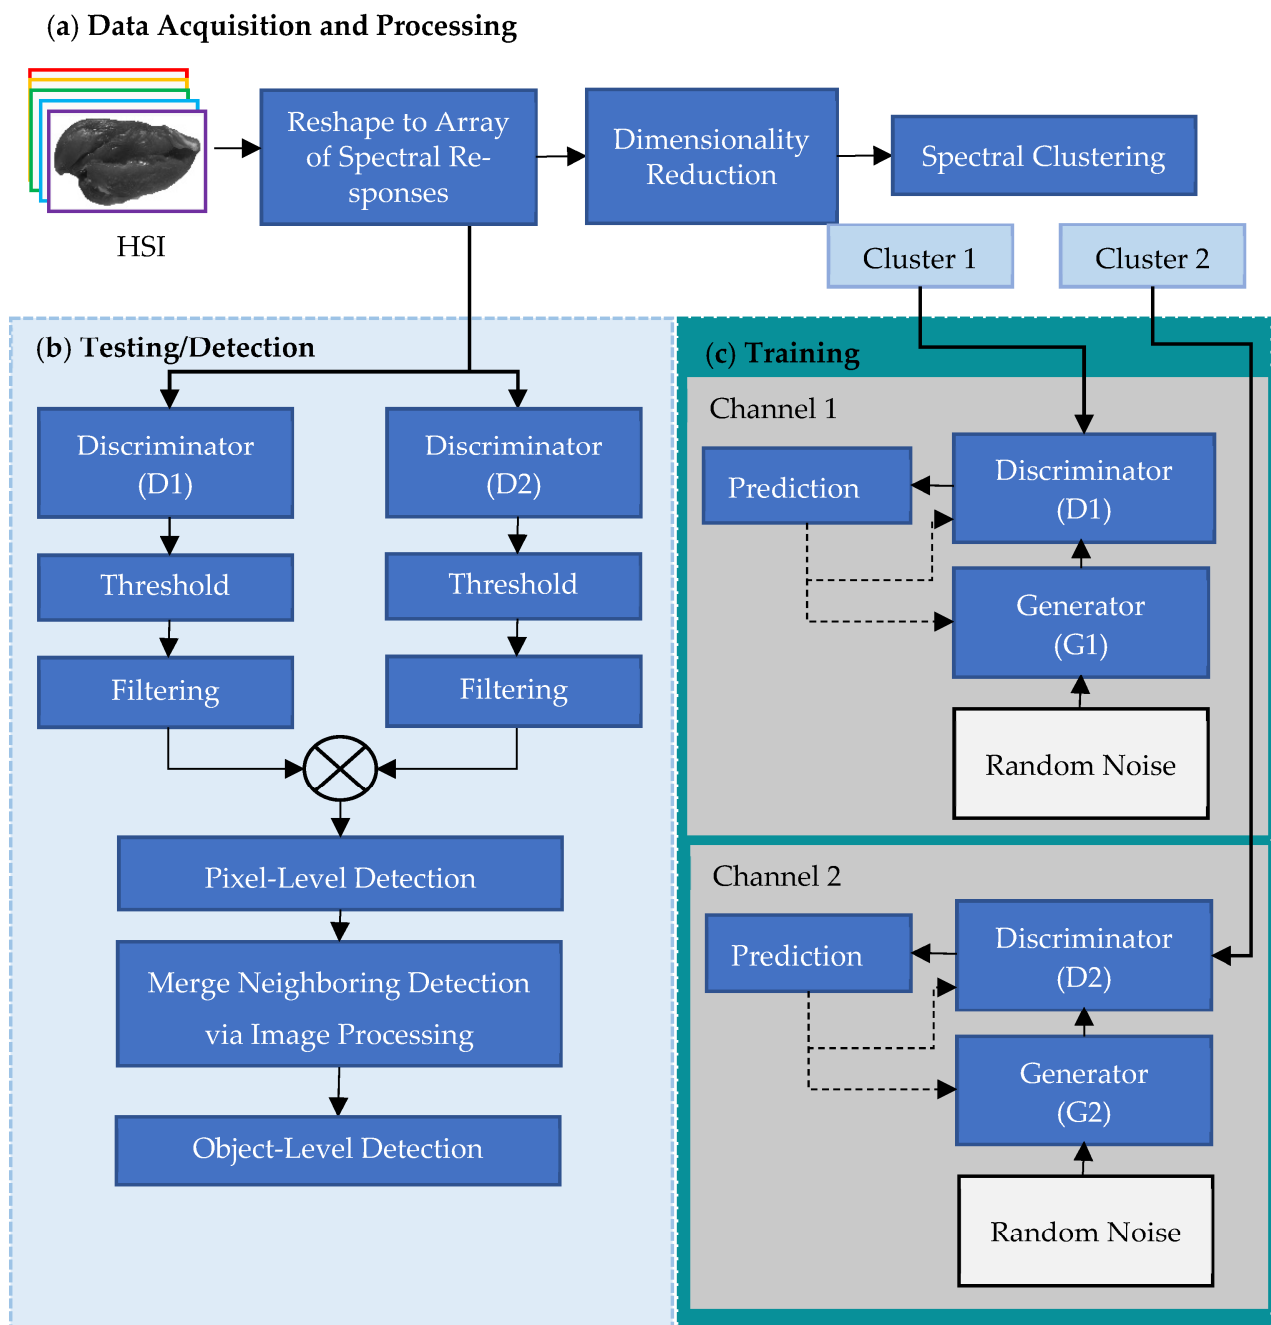 (a) Data Acquisition and Processing
Reshape to Array
of Spectral Re-
sponses
Dimensionality
Reduction
Spectral Clustering
HSI
Cluster 1
Cluster 2
(b) Testing/Detection
Discriminator
(D1)
Discriminator
(D2)
Threshold
Threshold
Filtering
Filtering
Pixel-Level Detection
Merge Neighboring Detection
via Image Processing
Object-Level Detection
(c) Training
Channel 1
Prediction
Discriminator
(D1)
Generator
(G1)
Random Noise
Channel 2
Prediction
Discriminator
(D2)
Generator
(G2)
Random Noise